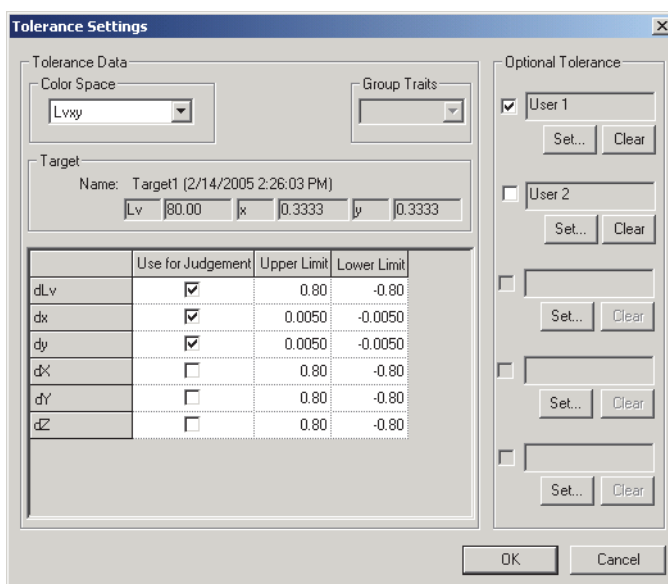 Tolerance Settings
Tolerance Data
Color Space
Lvxy
Group Traits
Target
Name: Target1 (2/14/2005 2:26:03 PM)
Lv 80.00 x 0.3333 y 0.3333
Use for Judgement Upper Limit Lower Limit
dLv 0.80 -0.80
dx 0.0050 -0.0050
dy 0.0050 -0.0050
dX 0.80 -0.80
dY 0.80 -0.80
dZ 0.80 -0.80
Optional Tolerance
User 1
Set... Clear
User 2
Set... Clear
Set... Clear
Set... Clear
Set... Clear
OK Cancel